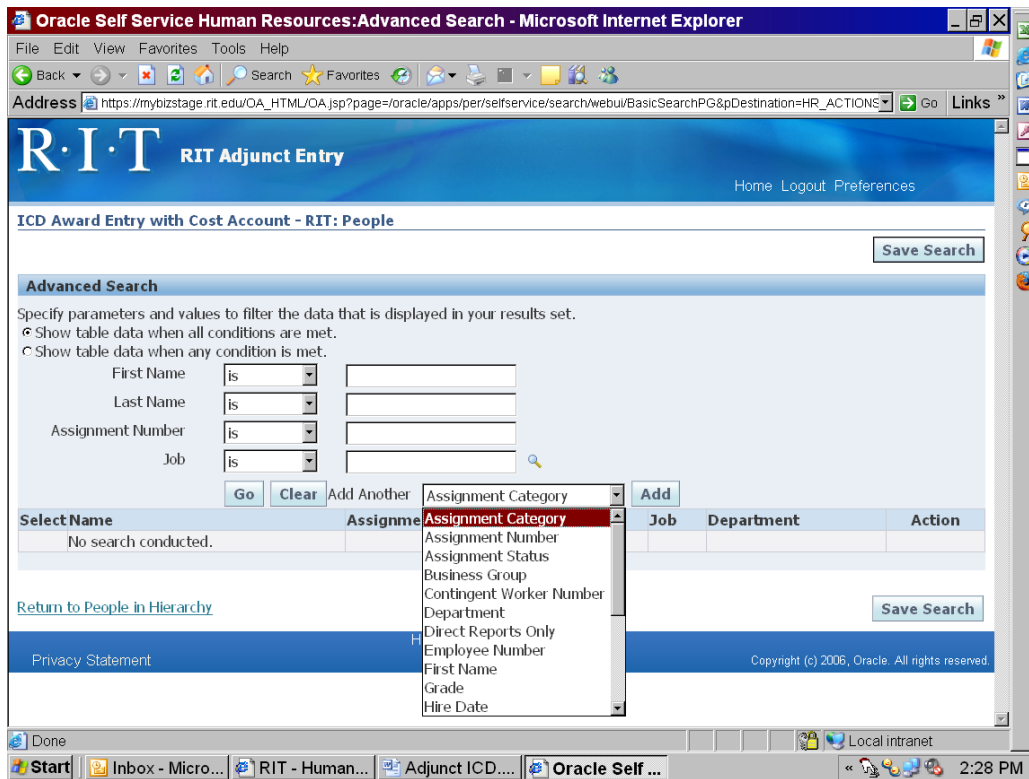 Oracle Self Service Human Resources:Advanced Search - Microsoft Internet Explorer
File Edit View Favorites Tools Help
Back Search Favorites
Address https://mybizstage.rit.edu/OA_HTML/OA.jsp?page=/oracle/apps/per/selfservice/search/webui/BasicSearchPG&pDestination=HR_ACTIONS Go Links »
R·I·T RIT Adjunct Entry
Home Logout Preferences
ICD Award Entry with Cost Account - RIT: People
Save Search
Advanced Search
Specify parameters and values to filter the data that is displayed in your results set.
Show table data when all conditions are met.
Show table data when any condition is met.
First Name is
Last Name is
Assignment Number is
Job is
Go Clear Add Another Assignment Category Add
Select Name Assignme Job Department Action
No search conducted.
Assignment Category
Assignment Number
Assignment Status
Business Group
Contingent Worker Number
Department
Direct Reports Only
Employee Number
First Name
Grade
Hire Date
Return to People in Hierarchy Save Search
H
Privacy Statement Copyright (c) 2006, Oracle. All rights reserved.
Done Local intranet
Start Inbox - Micro... RIT - Human... Adjunct ICD.... Oracle Self ... « 2:28 PM